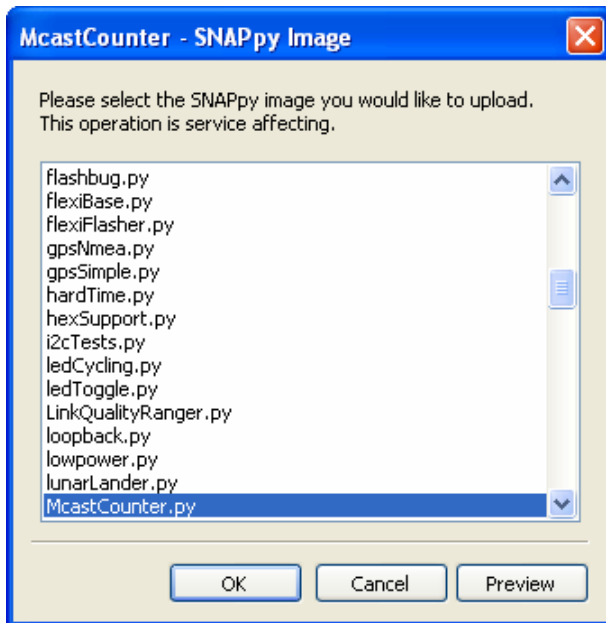 McastCounter - SNAPpy Image
Please select the SNAPpy image you would like to upload.
This operation is service affecting.
flashbug.py
flexiBase.py
flexiFlasher.py
gpsNmea.py
gpsSimple.py
hardTime.py
hexSupport.py
i2cTests.py
ledCycling.py
ledToggle.py
LinkQualityRanger.py
loopback.py
lowpower.py
lunarLander.py
McastCounter.py
OK Cancel Preview